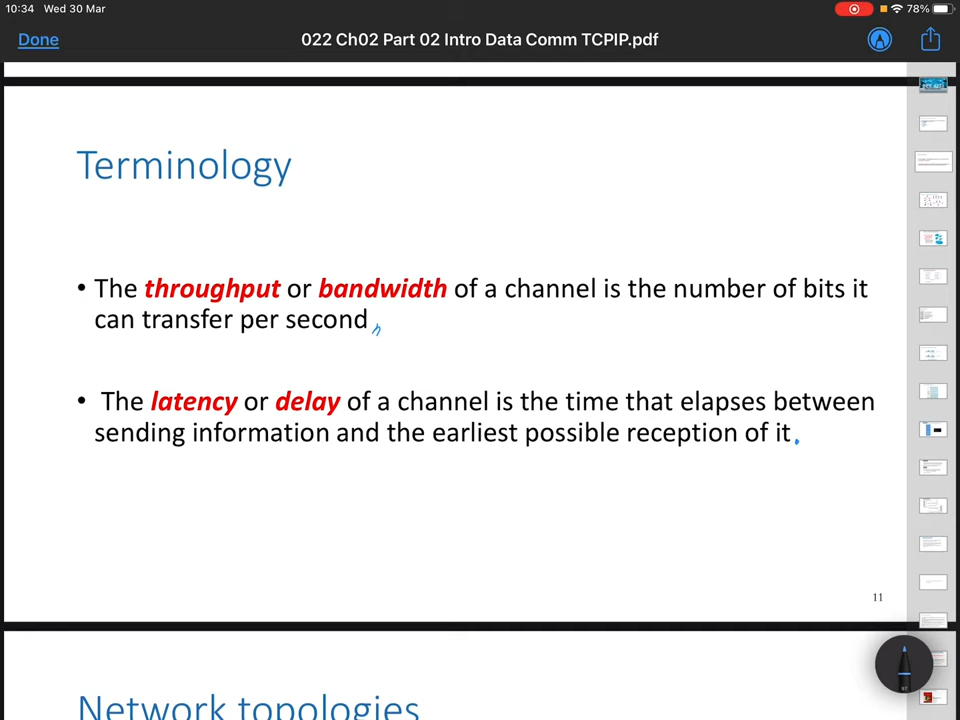 10:34 Wed 30 Mar 78%
Done 022 Ch02 Part 02 Intro Data Comm TCPIP.pdf
Terminology
• The throughput or bandwidth of a channel is the number of bits it
can transfer per second
• The latency or delay of a channel is the time that elapses between
sending information and the earliest possible reception of it.
11
Network topologies